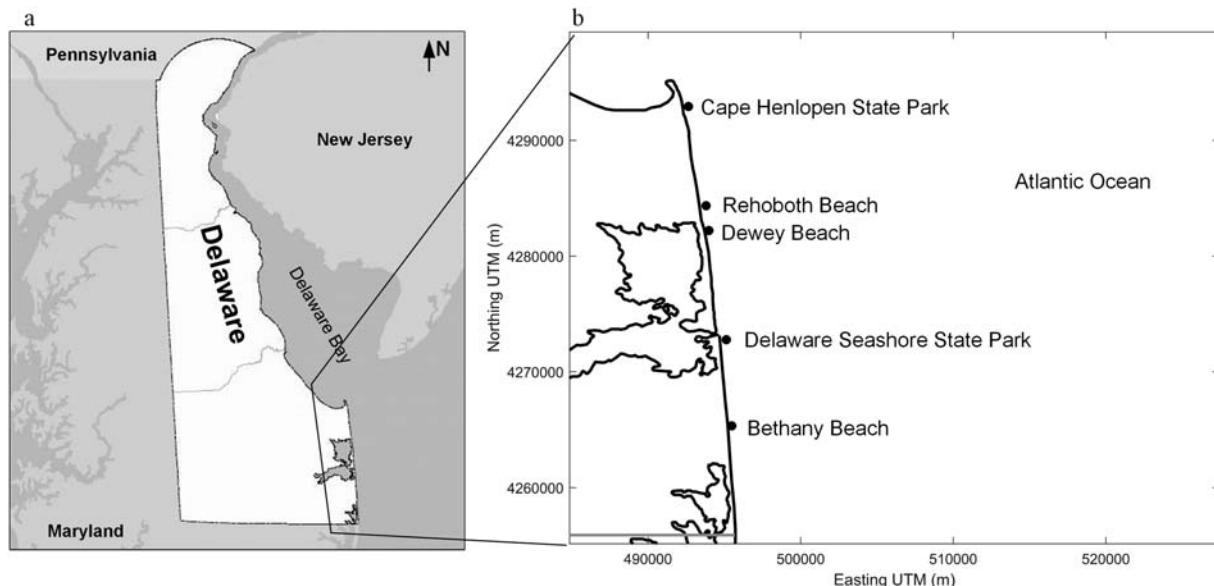 a
Pennsylvania
N
New Jersey
Delaware
Delaware Bay
Maryland
b
Cape Henlopen State Park
4290000
Atlantic Ocean
Rehoboth Beach
Dewey Beach
4280000
Northing UTM (m)
Delaware Seashore State Park
4270000
Bethany Beach
4260000
490000 500000 510000 520000
Easting UTM (m)